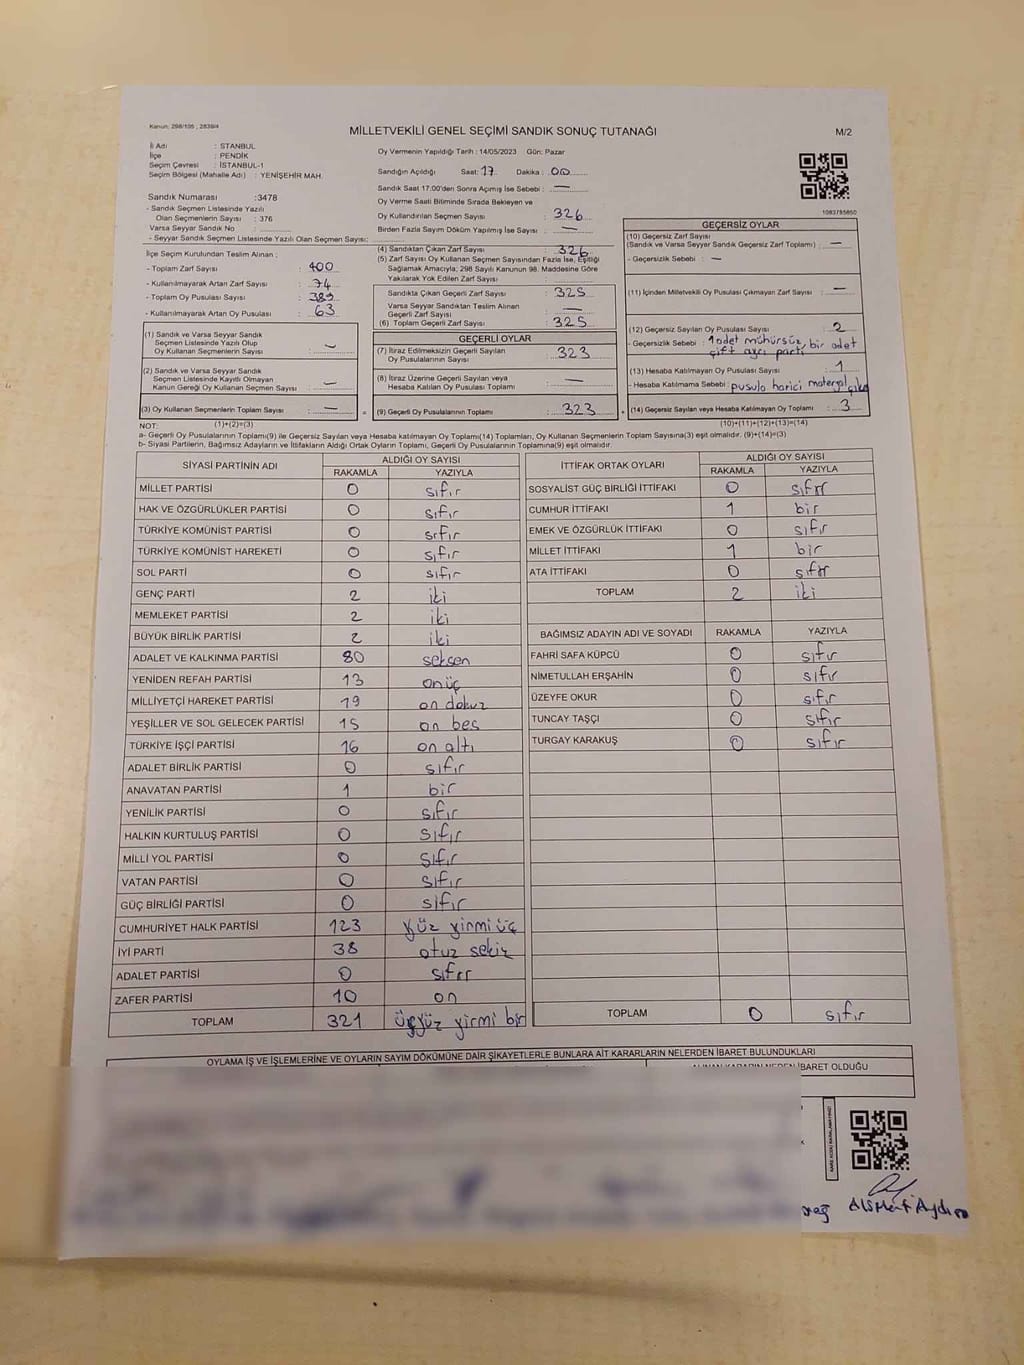 Kanun: 298/105 ; 2839/4
MİLLETVEKİLİ GENEL SEÇİMİ SANDIK SONUÇ TUTANAĞI
M/2
İl Adı : İSTANBUL
İlçe : PENDİK
Seçim Çevresi : İSTANBUL-1
Seçim Bölgesi (Mahalle Adı) : YENİŞEHİR MAH.
Sandık Numarası :3478
- Sandık Seçmen Listesinde Yazılı
Olan Seçmenlerin Sayısı : 376
Varsa Seyyar Sandık No :
- Seyyar Sandık Seçmen Listesinde Yazılı Olan Seçmen Sayısı:
İlçe Seçim Kurulundan Teslim Alınan ;
- Toplam Zarf Sayısı : 400
- Kullanılmayarak Artan Zarf Sayısı : 74
- Toplam Oy Pusulası Sayısı : 389
- Kullanılmayarak Artan Oy Pusulası : 63
Oy Vermenin Yapıldığı Tarih : 14/05/2023 Gün: Pazar
Sandığın Açıldığı Saat: 17 Dakika : 00
Sandık Saat 17:00'den Sonra Açılmış İse Sebebi : —
Oy Verme Saati Bitiminde Sırada Bekleyen ve
Oy Kullandırılan Seçmen Sayısı : 326
Birden Fazla Sayım Döküm Yapılmış İse Sayısı : —
(4) Sandıktan Çıkan Zarf Sayısı : 326
(5) Zarf Sayısı Oy Kullanan Seçmen Sayısından Fazla İse, Eşitliği
Sağlamak Amacıyla; 298 Sayılı Kanunun 98. Maddesine Göre
Yakılarak Yok Edilen Zarf Sayısı :
Sandıkta Çıkan Geçerli Zarf Sayısı : 325
Varsa Seyyar Sandıktan Teslim Alınan
Geçerli Zarf Sayısı : —
(6) Toplam Geçerli Zarf Sayısı : 325
1083785850
GEÇERSİZ OYLAR
(10) Geçersiz Zarf Sayısı
(Sandık ve Varsa Seyyar Sandık Geçersiz Zarf Toplamı) : —
- Geçersizlik Sebebi : —
(11) İçinden Milletvekili Oy Pusulası Çıkmayan Zarf Sayısı : —
(12) Geçersiz Sayılan Oy Pusulası Sayısı : 2
- Geçersizlik Sebebi : 1 adet mühürsüz, bir adet
çift ayrı parti
(13) Hesaba Katılmayan Oy Pusulası Sayısı : 1
- Hesaba Katılmama Sebebi : pusula harici materyal
(14) Geçersiz Sayılan veya Hesaba Katılmayan Oy Toplamı : 3
(10)+(11)+(12)+(13)=(14)
(1) Sandık ve Varsa Seyyar Sandık
Seçmen Listesinde Yazılı Olup
Oy Kullanan Seçmenlerin Sayısı : —
(2) Sandık ve Varsa Seyyar Sandık
Seçmen Listesinde Kayıtlı Olmayan
Kanun Gereği Oy Kullanan Seçmen Sayısı : —
(3) Oy Kullanan Seçmenlerin Toplam Sayısı : — =
(1)+(2)=(3)
GEÇERLİ OYLAR
(7) İtiraz Edilmeksizin Geçerli Sayılan
Oy Pusulalarının Sayısı : 323
(8) İtiraz Üzerine Geçerli Sayılan veya
Hesaba Katılan Oy Pusulası Toplamı : —
(9) Geçerli Oy Pusulalarının Toplamı : 323 +
NOT:
a- Geçerli Oy Pusulalarının Toplamı(9) ile Geçersiz Sayılan veya Hesaba katılmayan Oy Toplamı(14) Toplamları, Oy Kullanan Seçmenlerin Toplam Sayısına(3) eşit olmalıdır. (9)+(14)=(3)
b- Siyasi Partilerin, Bağımsız Adayların ve İttifakların Aldığı Ortak Oyların Toplamı, Geçerli Oy Pusulalarının Toplamına(9) eşit olmalıdır.
SİYASİ PARTİNİN ADI
ALDIĞI OY SAYISI
RAKAMLA YAZIYLA
MİLLET PARTİSİ 0 sıfır
HAK VE ÖZGÜRLÜKLER PARTİSİ 0 sıfır
TÜRKİYE KOMÜNİST PARTİSİ 0 sıfır
TÜRKİYE KOMÜNİST HAREKETİ 0 sıfır
SOL PARTİ 0 sıfır
GENÇ PARTİ 2 iki
MEMLEKET PARTİSİ 2 iki
BÜYÜK BİRLİK PARTİSİ 2 iki
ADALET VE KALKINMA PARTİSİ 80 seksen
YENİDEN REFAH PARTİSİ 13 onüç
MİLLİYETÇİ HAREKET PARTİSİ 19 on dokuz
YEŞİLLER VE SOL GELECEK PARTİSİ 15 on beş
TÜRKİYE İŞÇİ PARTİSİ 16 on altı
ADALET BİRLİK PARTİSİ 0 sıfır
ANAVATAN PARTİSİ 1 bir
YENİLİK PARTİSİ 0 sıfır
HALKIN KURTULUŞ PARTİSİ 0 sıfır
MİLLİ YOL PARTİSİ 0 sıfır
VATAN PARTİSİ 0 sıfır
GÜÇ BİRLİĞİ PARTİSİ 0 sıfır
CUMHURİYET HALK PARTİSİ 123 yüz yirmi üç
İYİ PARTİ 38 otuz sekiz
ADALET PARTİSİ 0 sıfır
ZAFER PARTİSİ 10 on
TOPLAM 321 üçyüz yirmi bir
İTTİFAK ORTAK OYLARI
ALDIĞI OY SAYISI
RAKAMLA YAZIYLA
SOSYALİST GÜÇ BİRLİĞİ İTTİFAKI 0 sıfır
CUMHUR İTTİFAKI 1 bir
EMEK VE ÖZGÜRLÜK İTTİFAKI 0 sıfır
MİLLET İTTİFAKI 1 bir
ATA İTTİFAKI 0 sıfır
TOPLAM 2 iki
BAĞIMSIZ ADAYIN ADI VE SOYADI RAKAMLA YAZIYLA
FAHRİ SAFA KÜPCÜ 0 sıfır
NİMETULLAH ERŞAHİN 0 sıfır
ÜZEYFE OKUR 0 sıfır
TUNCAY TAŞÇI 0 sıfır
TURGAY KARAKUŞ 0 sıfır
TOPLAM 0 sıfır
OYLAMA İŞ VE İŞLEMLERİNE VE OYLARIN SAYIM DÖKÜMÜNE DAİR ŞİKAYETLERLE BUNLARA AİT KARARLARIN NELERDEN İBARET BULUNDUKLARI
ALINAN KARARIN NEDEN İBARET OLDUĞU